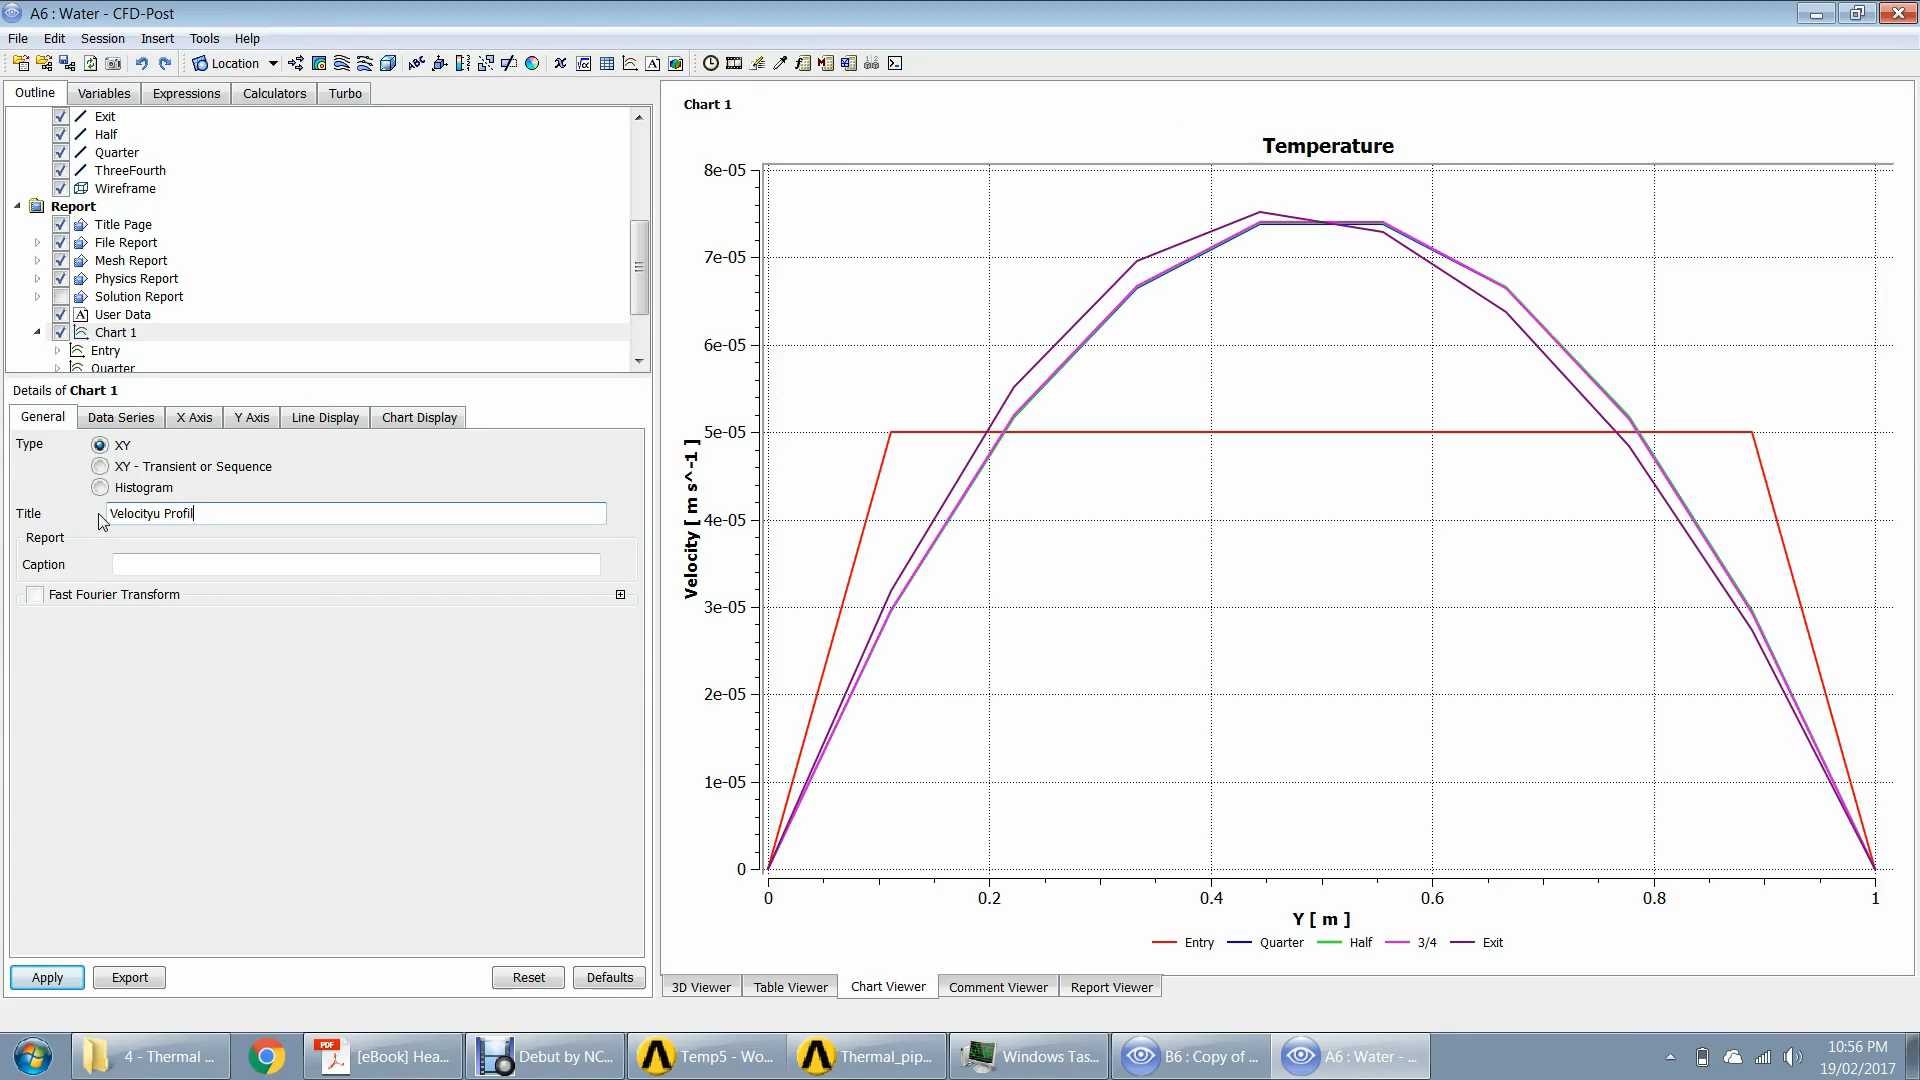 A6 : Water - CFD-Post
File Edit Session Insert Tools Help
Location
Outline Variables Expressions Calculators Turbo
Exit
Half
Quarter
ThreeFourth
Wireframe
Report
Title Page
File Report
Mesh Report
Physics Report
Solution Report
A User Data
Chart 1
Entry
Quarter
Details of Chart 1
General Data Series X Axis Y Axis Line Display Chart Display
Type
XY
XY - Transient or Sequence
Histogram
Title Velocityu Profil
Report
Caption
Fast Fourier Transform
Apply Export Reset Defaults
Chart 1
Temperature
8e-05
7e-05
6e-05
5e-05
4e-05
3e-05
2e-05
1e-05
0
Velocity [ m s^-1 ]
0 0.2 0.4 0.6 0.8 1
Y [ m ]
Entry Quarter Half 3/4 Exit
3D Viewer Table Viewer Chart Viewer Comment Viewer Report Viewer
4 - Thermal ... PDF [eBook] Hea... Debut by NC... Temp5 - Wo... Thermal_pip... Windows Tas... B6 : Copy of ... A6 : Water - ...
10:56 PM
19/02/2017